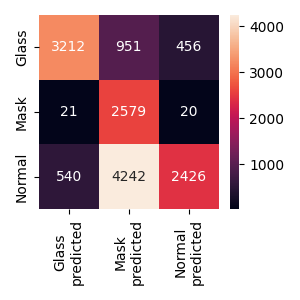 Glass 3212 951 456
Mask 21 2579 20
Normal 540 4242 2426
Glass
predicted
Mask
predicted
Normal
predicted
4000
3000
2000
1000